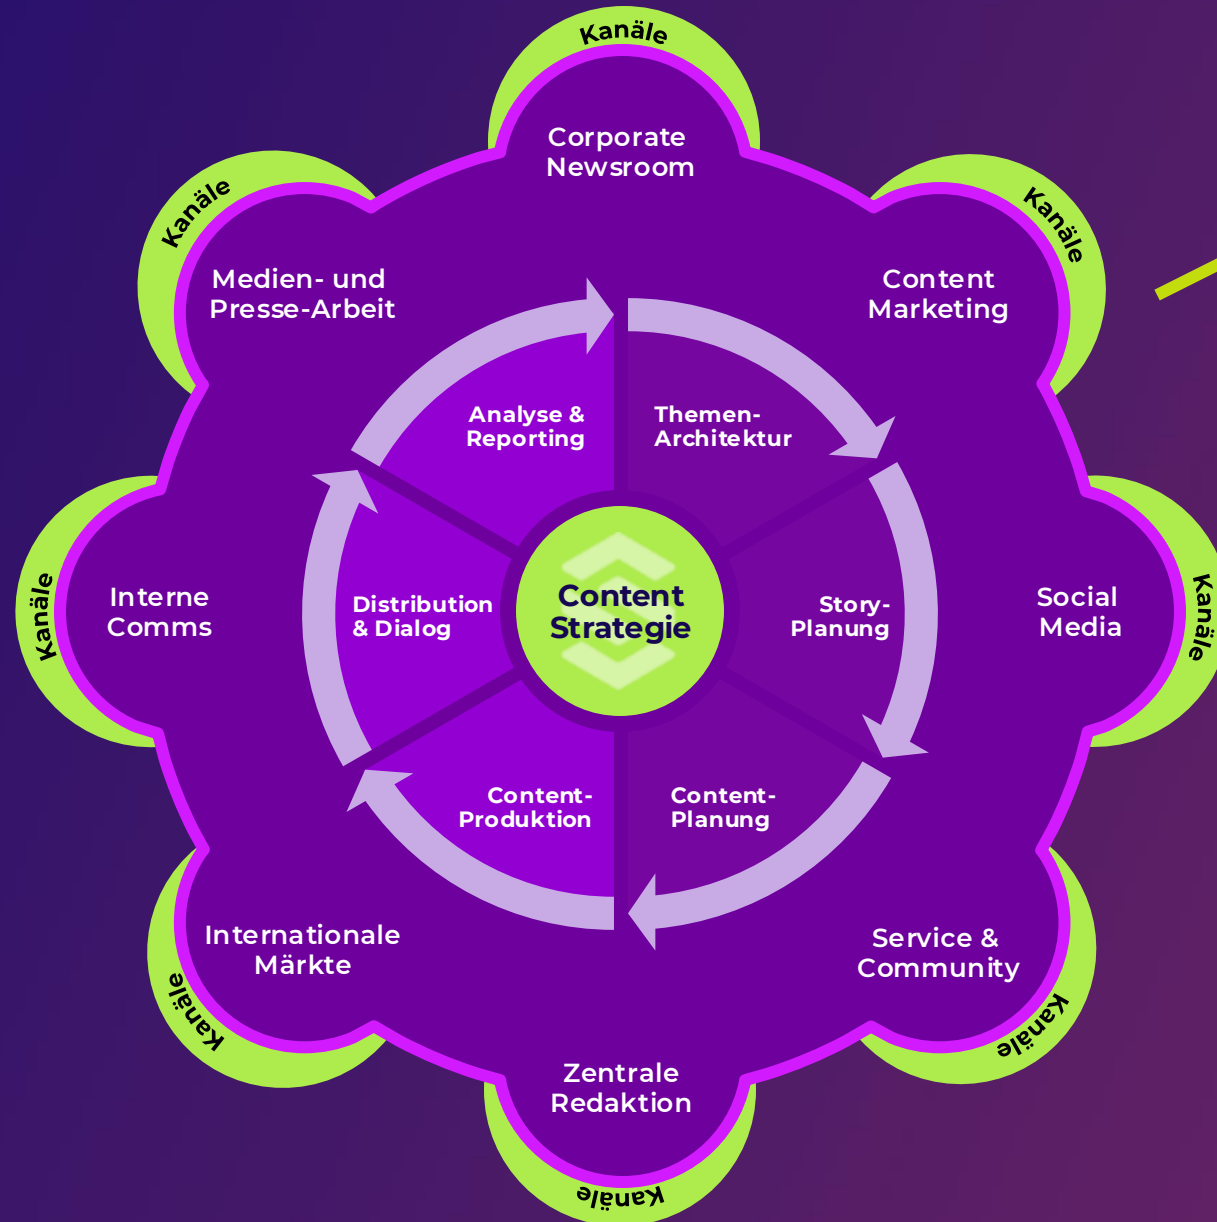 Kanäle
Corporate
Newsroom
Kanäle
Medien- und
Presse-Arbeit
Kanäle
Content
Marketing
Analyse &
Reporting
Themen-
Architektur
Kanäle
Interne
Comms
Distribution
& Dialog
Content
Strategie
Story-
Planung
Social
Media
Kanäle
Content-
Produktion
Content-
Planung
Internationale
Märkte
Kanäle
Service &
Community
Kanäle
Zentrale
Redaktion
Kanäle